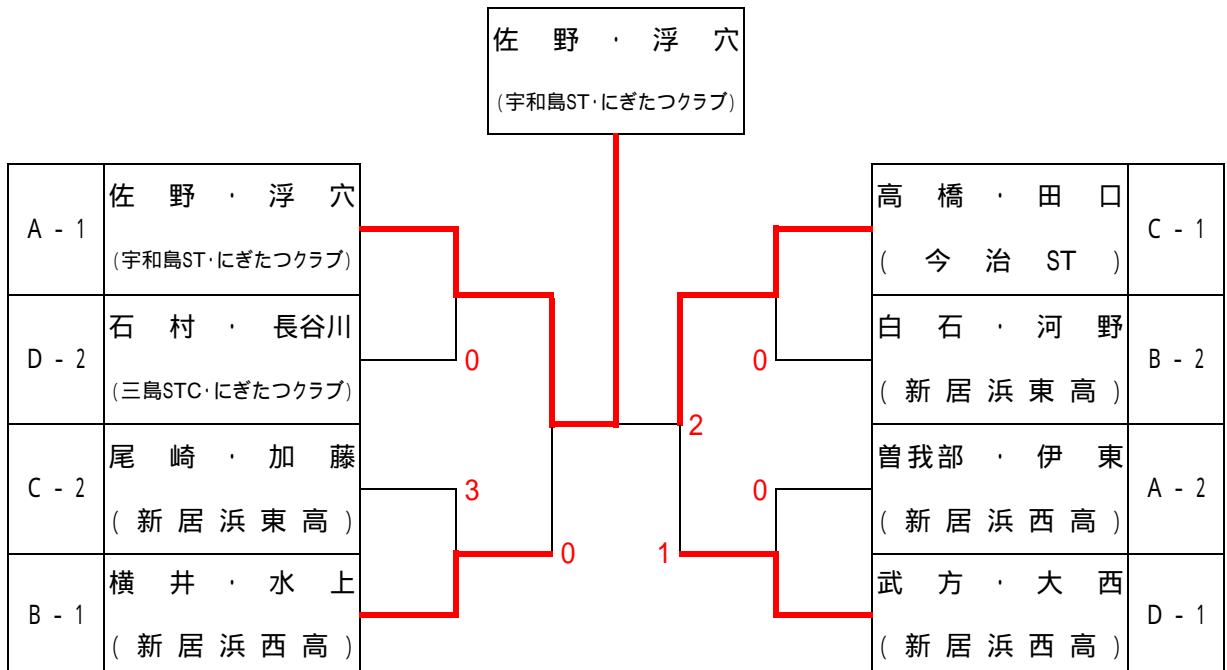 佐野・浮穴
(宇和島ST・にぎたつクラブ)
A-1
佐野・浮穴
(宇和島ST・にぎたつクラブ)
D-2
石村・長谷川
(三島STC・にぎたつクラブ)
C-2
尾崎・加藤
(新居浜東高)
B-1
横井・水上
(新居浜西高)
0
3
0
2
0
0
1
高橋・田口
(今治ST)
C-1
白石・河野
(新居浜東高)
B-2
曽我部・伊東
(新居浜西高)
A-2
武方・大西
(新居浜西高)
D-1